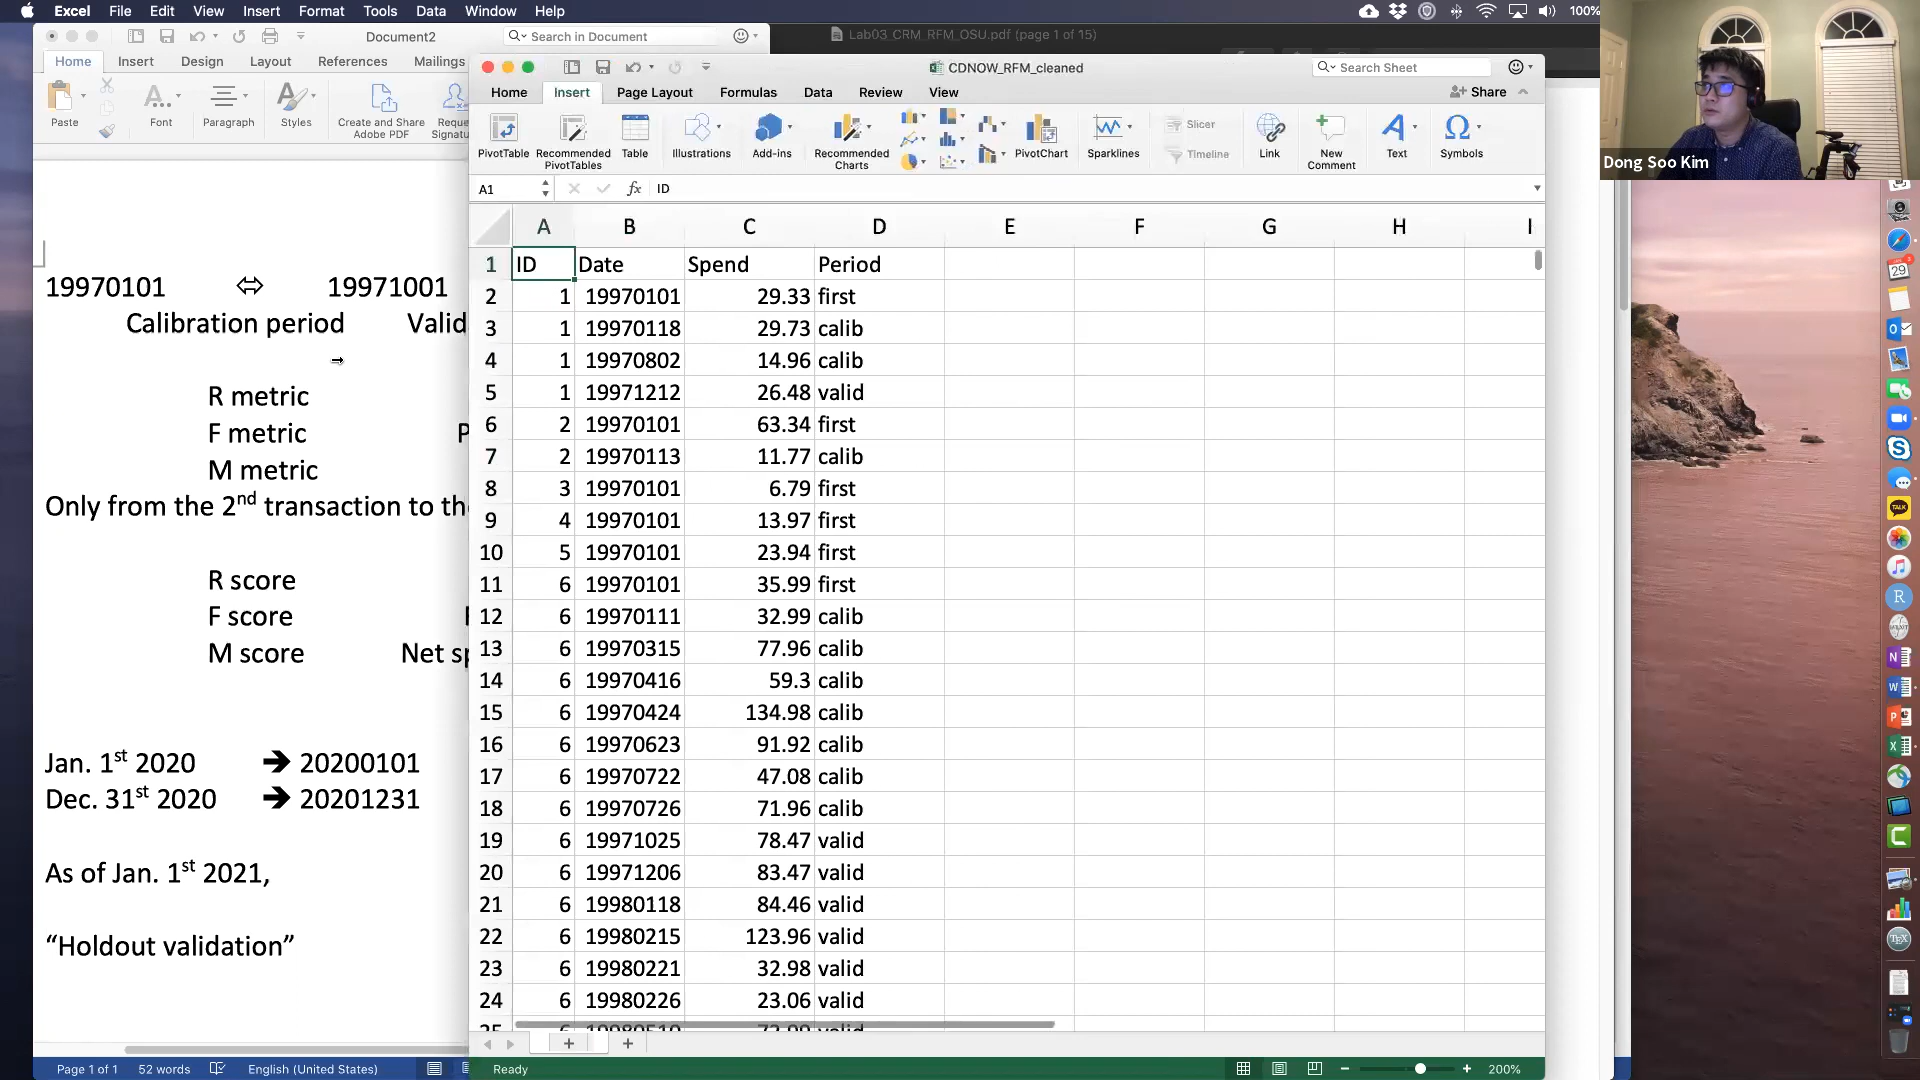 Excel File Edit View Insert Format Tools Data Window Help 100%
Document2
Search in Document
Home Insert Design Layout References Mailings
Paste
Font
Paragraph
Styles
Create and Share
Adobe PDF
Signatu
19970101 ⇔ 19971001
Calibration period Valid
R metric
F metric P
M metric
Only from the 2nd transaction to the
R score
F score
M score Net sp
Jan. 1st 2020 ➔ 20200101
Dec. 31st 2020 ➔ 20201231
As of Jan. 1st 2021,
“Holdout validation”
Page 1 of 1 52 words English (United States)
Lab03_CRM_RFM_OSU.pdf (page 1 of 15)
CDNOW_RFM_cleaned
Search Sheet
Home Insert Page Layout Formulas Data Review View
Share
PivotTable
Recommended
PivotTables
Table
Illustrations
Add-ins
Recommended
Charts
PivotChart
Sparklines
Slicer
Timeline
Link
New
Comment
Text
Symbols
A1 fx ID
A B C D E F G H I
1 ID Date Spend Period
2 1 19970101 29.33 first
3 1 19970118 29.73 calib
4 1 19970802 14.96 calib
5 1 19971212 26.48 valid
6 2 19970101 63.34 first
7 2 19970113 11.77 calib
8 3 19970101 6.79 first
9 4 19970101 13.97 first
10 5 19970101 23.94 first
11 6 19970101 35.99 first
12 6 19970111 32.99 calib
13 6 19970315 77.96 calib
14 6 19970416 59.3 calib
15 6 19970424 134.98 calib
16 6 19970623 91.92 calib
17 6 19970722 47.08 calib
18 6 19970726 71.96 calib
19 6 19971025 78.47 valid
20 6 19971206 83.47 valid
21 6 19980118 84.46 valid
22 6 19980215 123.96 valid
23 6 19980221 32.98 valid
24 6 19980226 23.06 valid
Ready
200%
Dong Soo Kim
29
TALK